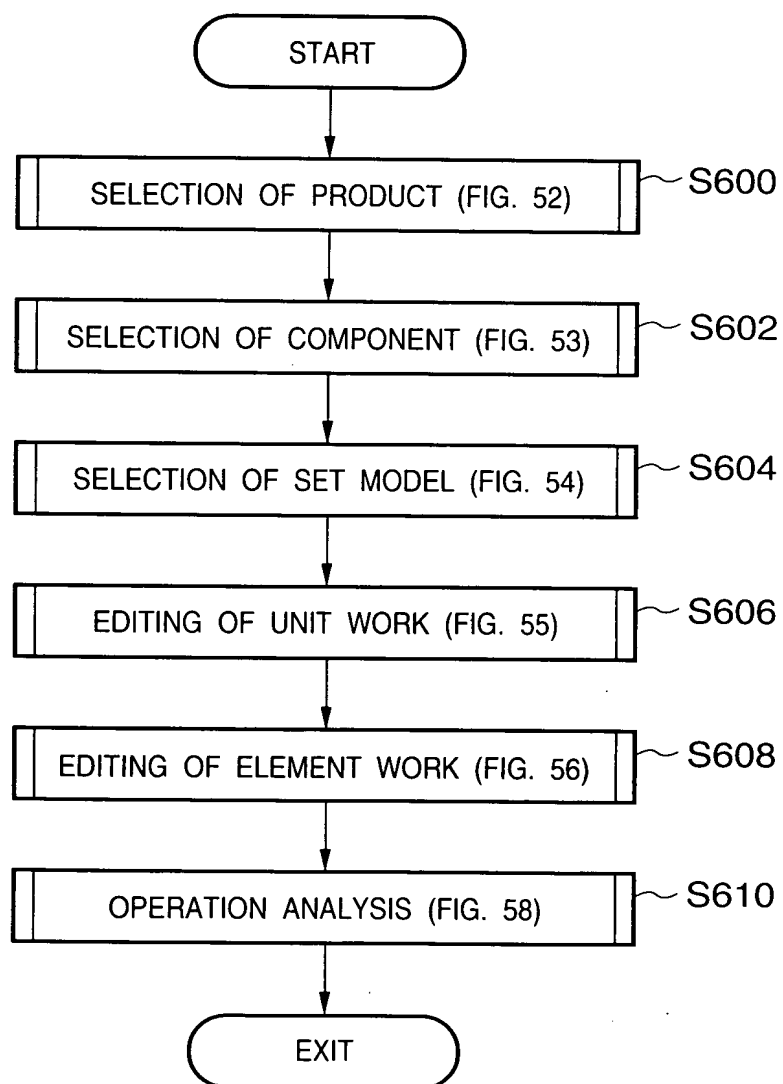 START
SELECTION OF PRODUCT (FIG. 52)
S600
SELECTION OF COMPONENT (FIG. 53)
S602
SELECTION OF SET MODEL (FIG. 54)
S604
EDITING OF UNIT WORK (FIG. 55)
S606
EDITING OF ELEMENT WORK (FIG. 56)
S608
OPERATION ANALYSIS (FIG. 58)
S610
EXIT